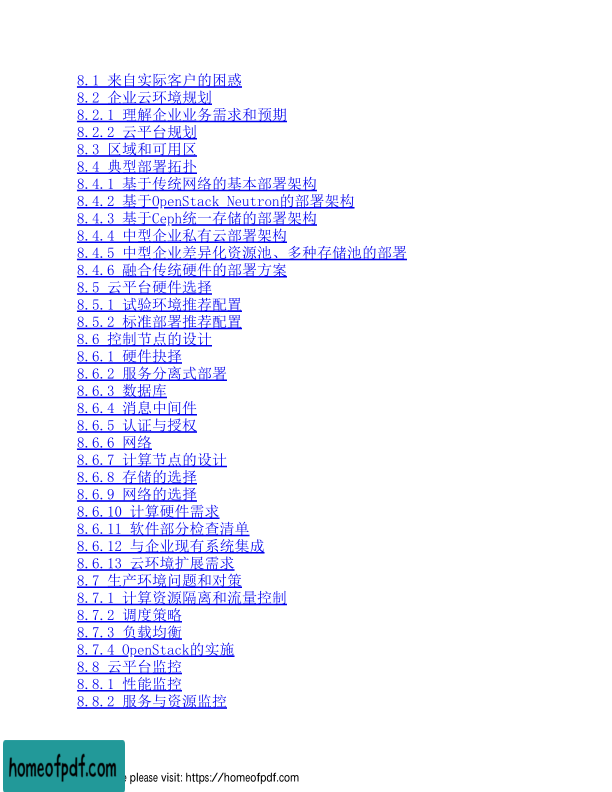 8.1 来自实际客户的困惑
8.2 企业云环境规划
8.2.1 理解企业业务需求和预期
8.2.2 云平台规划
8.3 区域和可用区
8.4 典型部署拓扑
8.4.1 基于传统网络的基本部署架构
8.4.2 基于OpenStack Neutron的部署架构
8.4.3 基于Ceph统一存储的部署架构
8.4.4 中型企业私有云部署架构
8.4.5 中型企业差异化资源池、多种存储池的部署
8.4.6 融合传统硬件的部署方案
8.5 云平台硬件选择
8.5.1 试验环境推荐配置
8.5.2 标准部署推荐配置
8.6 控制节点的设计
8.6.1 硬件抉择
8.6.2 服务分离式部署
8.6.3 数据库
8.6.4 消息中间件
8.6.5 认证与授权
8.6.6 网络
8.6.7 计算节点的设计
8.6.8 存储的选择
8.6.9 网络的选择
8.6.10 计算硬件需求
8.6.11 软件部分检查清单
8.6.12 与企业现有系统集成
8.6.13 云环境扩展需求
8.7 生产环境问题和对策
8.7.1 计算资源隔离和流量控制
8.7.2 调度策略
8.7.3 负载均衡
8.7.4 OpenStack的实施
8.8 云平台监控
8.8.1 性能监控
8.8.2 服务与资源监控
homeofpdf.com
please visit: https://homeofpdf.com